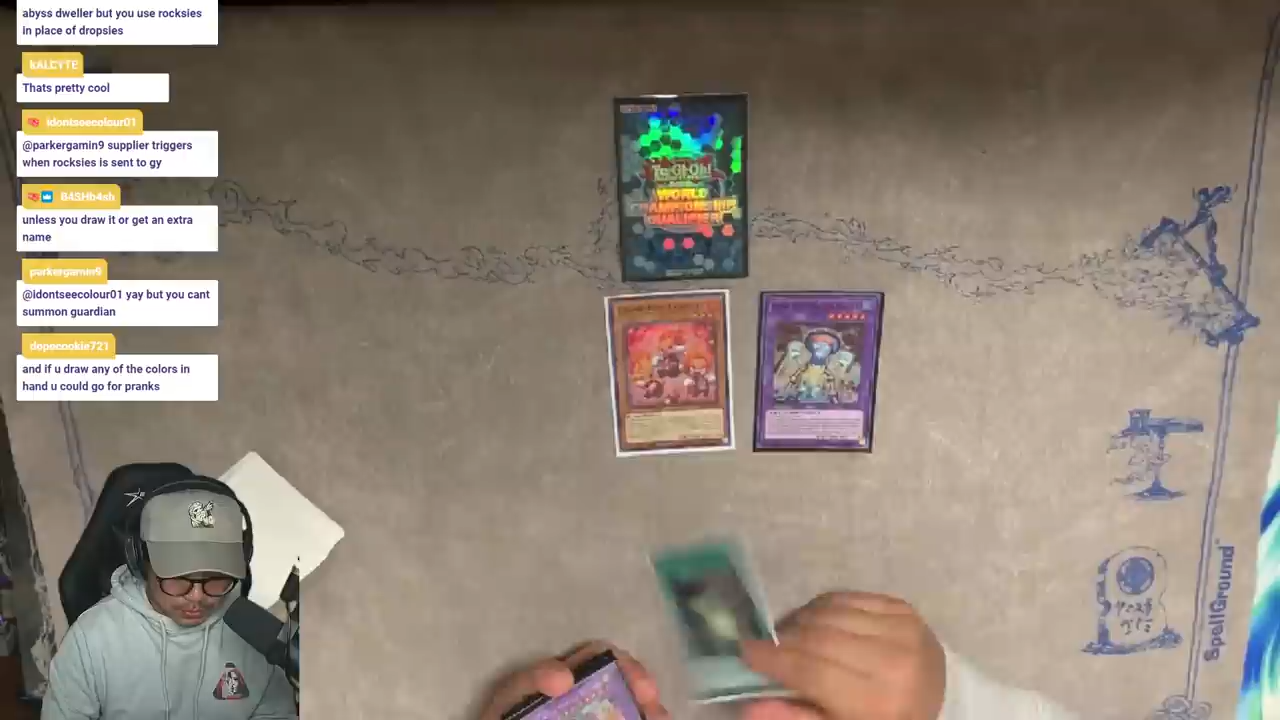 abyss dweller but you use rocksies
in place of dropsies
kALCYTE
Thats pretty cool
idontseecolour01
@parkergamin9 supplier triggers
when rocksies is sent to gy
B4SHb4sh
unless you draw it or get an extra
name
parkergamin9
@idontseecolour01 yay but you cant
summon guardian
dopecookie721
and if u draw any of the colors in
hand u could go for pranks
Yu-Gi-Oh!
WORLD
CHAMPIONSHIP
QUALIFIER
SpellGround